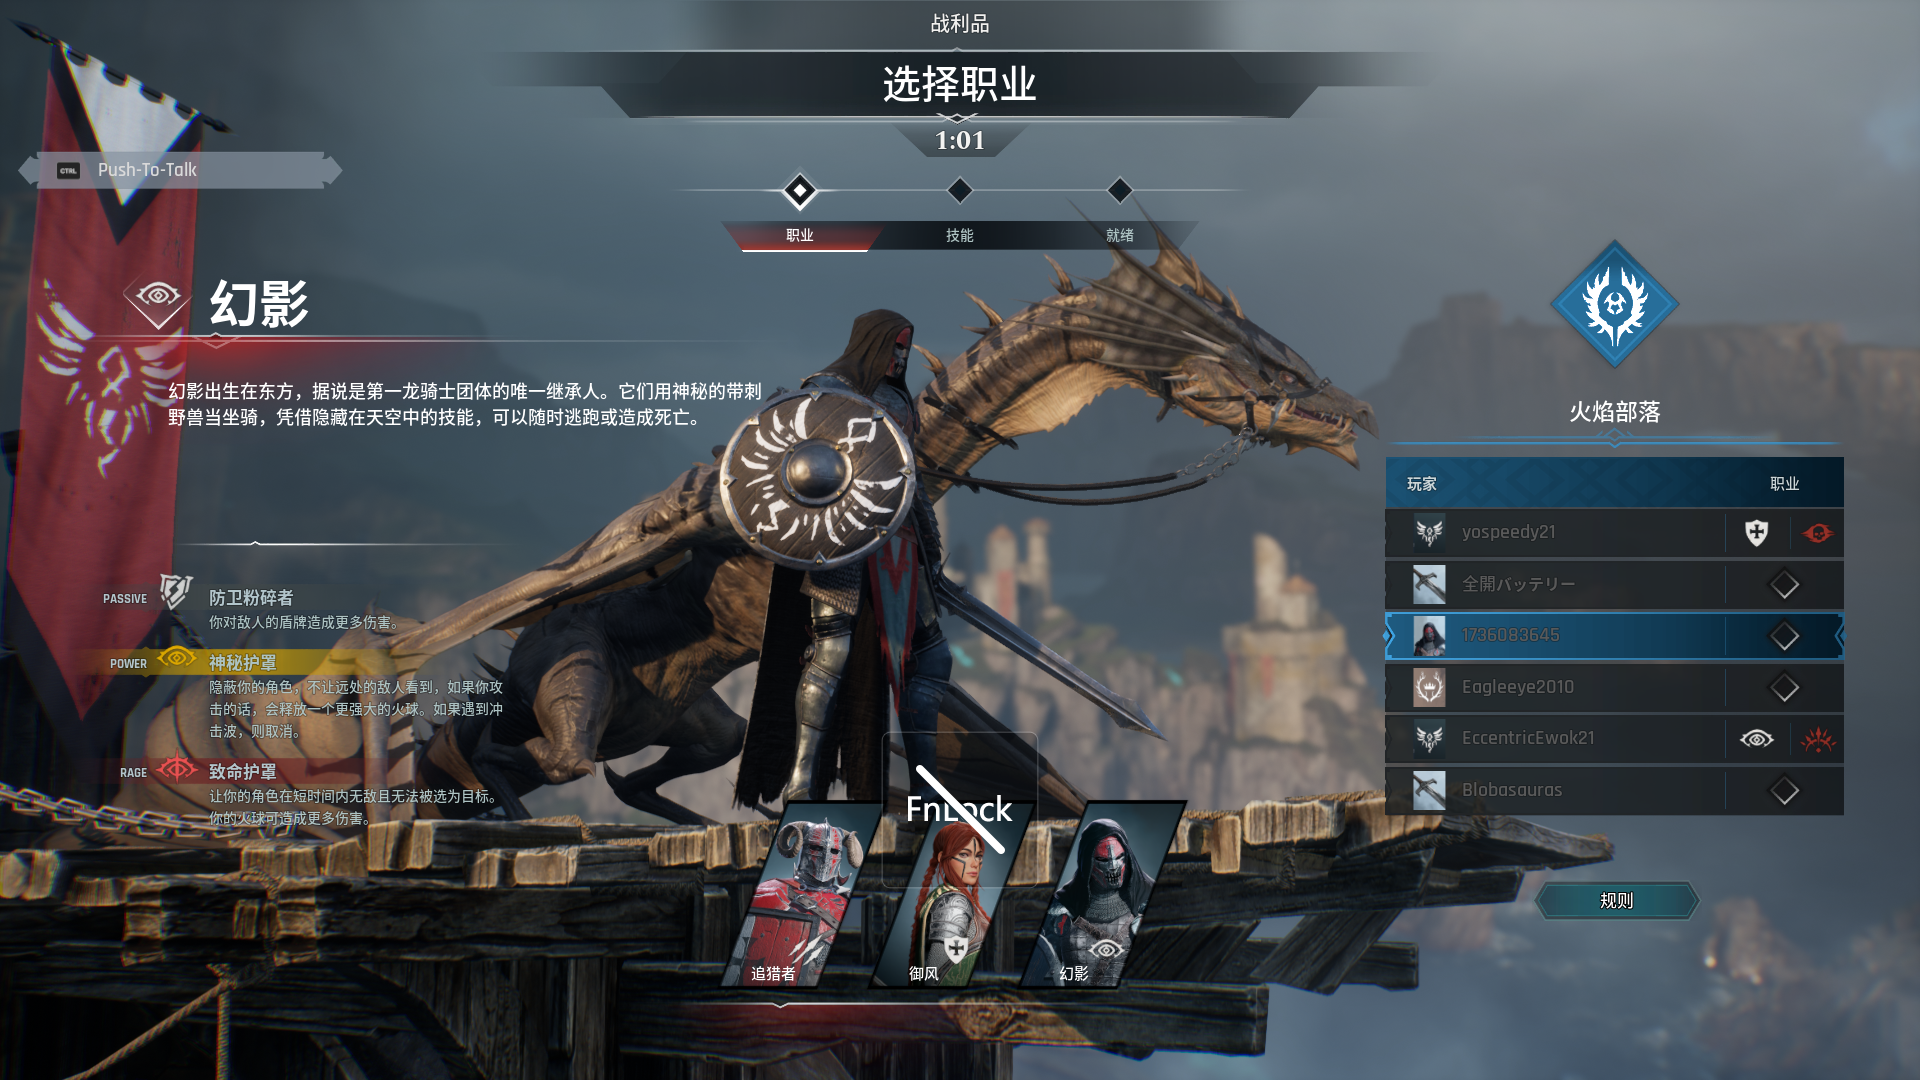 战利品
选择职业
1:01
CTRL Push-To-Talk
职业 技能 就绪
幻影
幻影出生在东方，据说是第一龙骑士团体的唯一继承人。它们用神秘的带刺
野兽当坐骑，凭借隐藏在天空中的技能，可以随时逃跑或造成死亡。
PASSIVE 防卫粉碎者
你对敌人的盾牌造成更多伤害。
POWER 神秘护罩
隐蔽你的角色，不让远处的敌人看到，如果你攻
击的话，会释放一个更强大的火球。如果遇到冲
击波，则取消。
RAGE 致命护罩
让你的角色在短时间内无敌且无法被选为目标。
你的火球可造成更多伤害。
FnLock
追猎者 御风 幻影
火焰部落
玩家 职业
yospeedy21
全開バッテリー
1736083645
Eagleeye2010
EccentricEwok21
Blobasauras
规则